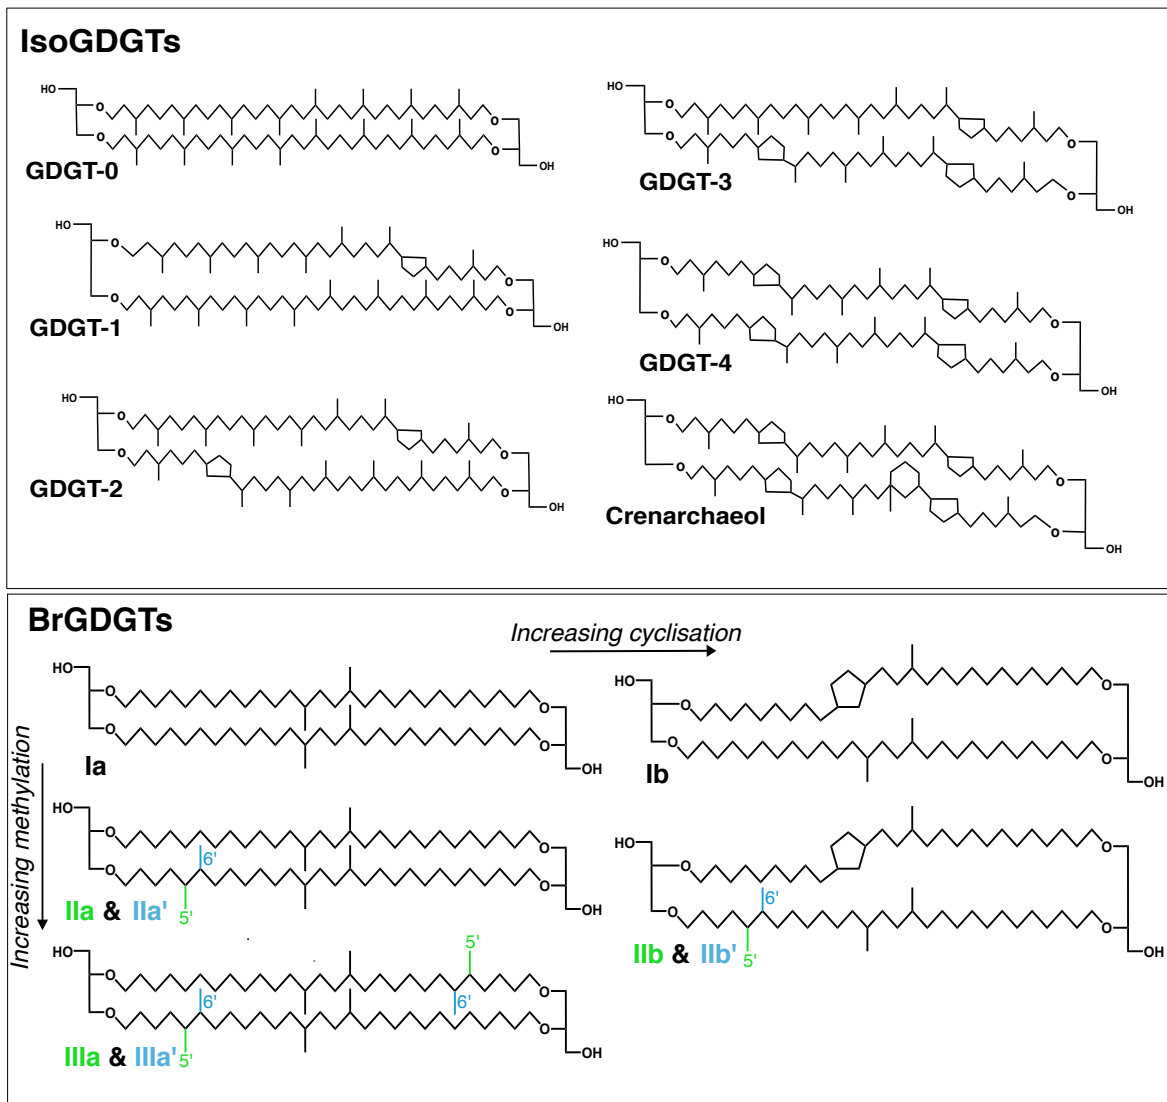 IsoGDGTs
HO
O
O
O
O
OH
GDGT-0
HO
O
O
O
O
OH
GDGT-1
HO
O
O
O
O
OH
GDGT-2
HO
O
O
O
O
OH
GDGT-3
HO
O
O
O
O
OH
GDGT-4
HO
O
O
O
O
OH
Crenarchaeol
BrGDGTs
Increasing cyclisation
Increasing methylation
HO
O
O
O
O
OH
Ia
HO
O
O
O
O
OH
Ib
HO
O
O
O
O
OH
6'
5'
IIa & IIa'
HO
O
O
O
O
OH
6'
5'
IIb & IIb'
HO
O
O
O
O
OH
5'
6'
6'
5'
IIIa & IIIa'